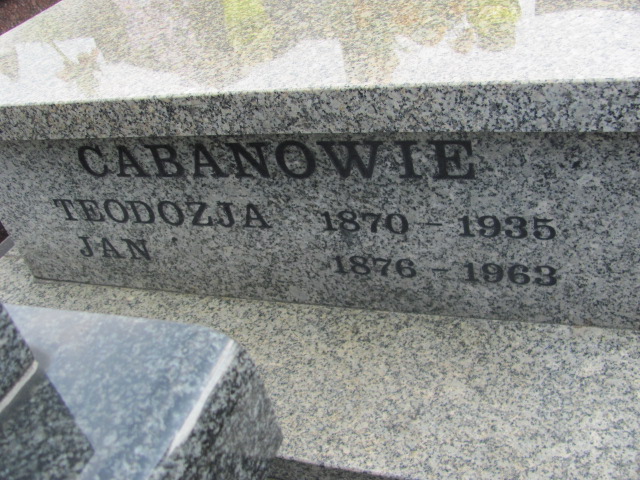 CABANOWIE
TEODOZJA 1870 - 1935
JAN 1876 - 1963